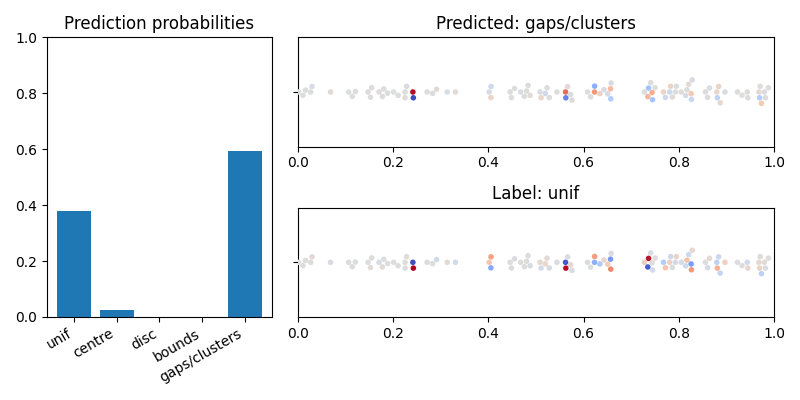 Prediction probabilities
1.0
0.8
0.6
0.4
0.2
0.0
unif
centre
disc
bounds
gaps/clusters
Predicted: gaps/clusters
0.0 0.2 0.4 0.6 0.8 1.0
Label: unif
0.0 0.2 0.4 0.6 0.8 1.0